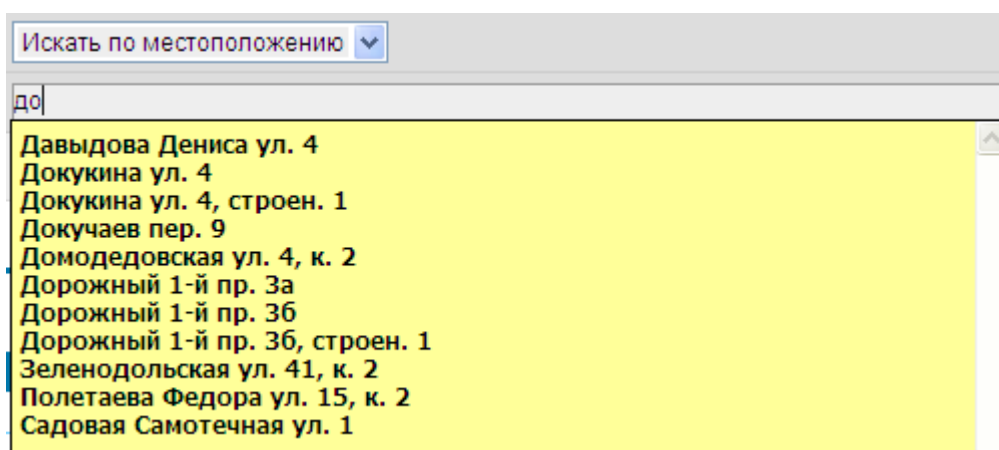 Искать по местоположению
до
Давыдова Дениса ул. 4
Докукина ул. 4
Докукина ул. 4, строен. 1
Докучаев пер. 9
Домодедовская ул. 4, к. 2
Дорожный 1-й пр. 3а
Дорожный 1-й пр. 3б
Дорожный 1-й пр. 3б, строен. 1
Зеленодольская ул. 41, к. 2
Полетаева Федора ул. 15, к. 2
Садовая Самотечная ул. 1